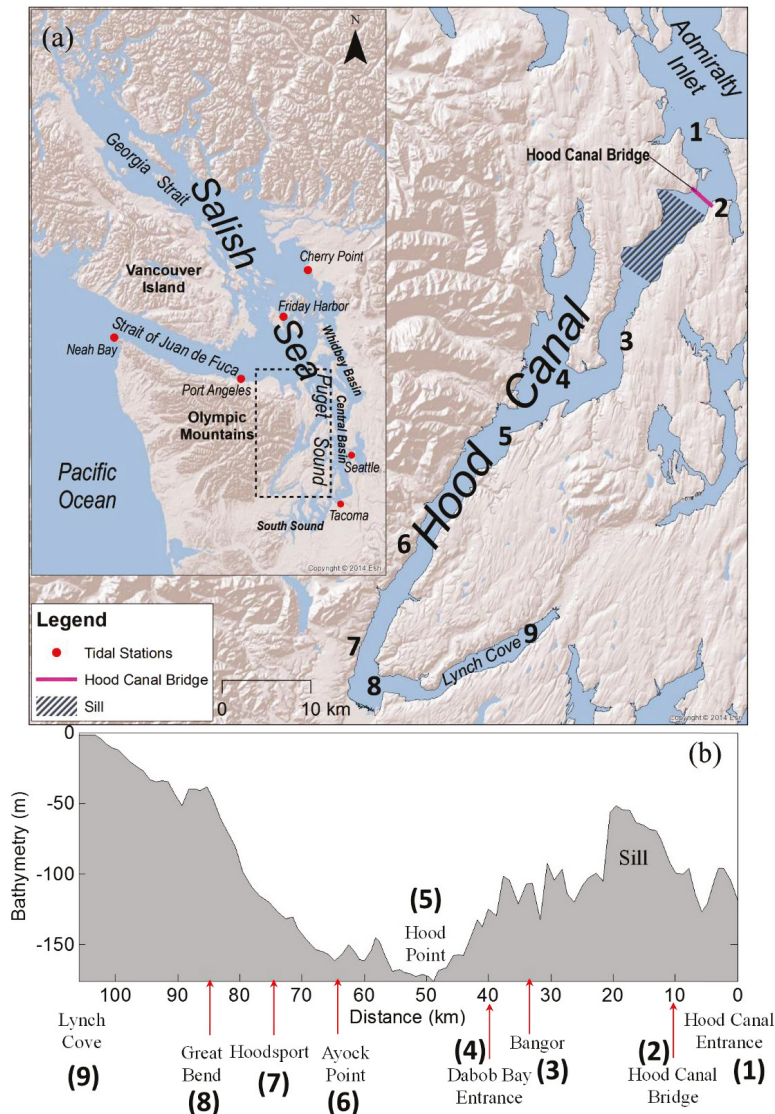 (a)
N
Georgia Strait
Salish
Sea
Vancouver
Island
Cherry Point
Friday Harbor
Strait of Juan de Fuca
Neah Bay
Port Angeles
Whidbey Basin
Puget
Sound
Central Basin
Olympic
Mountains
Seattle
Pacific
Ocean
Tacoma
South Sound
Copyright © 2014 Esri
Admiralty
Inlet
1
Hood Canal Bridge
2
3
Hood Canal
4
5
6
7
8
9
Lynch Cove
Legend
Tidal Stations
Hood Canal Bridge
Sill
0 10 km
Copyright © 2014 Esri
(b)
Bathymetry (m)
0
-50
-100
-150
Sill
(5)
Hood
Point
100 90 80 70 60 50 40 30 20 10 0
Distance (km)
Lynch
Cove
(9)
Great
Bend
(8)
Hoodsport
(7)
Ayock
Point
(6)
(4)
Dabob Bay
Entrance
Bangor
(3)
(2)
Hood Canal
Bridge
Hood Canal
Entrance
(1)